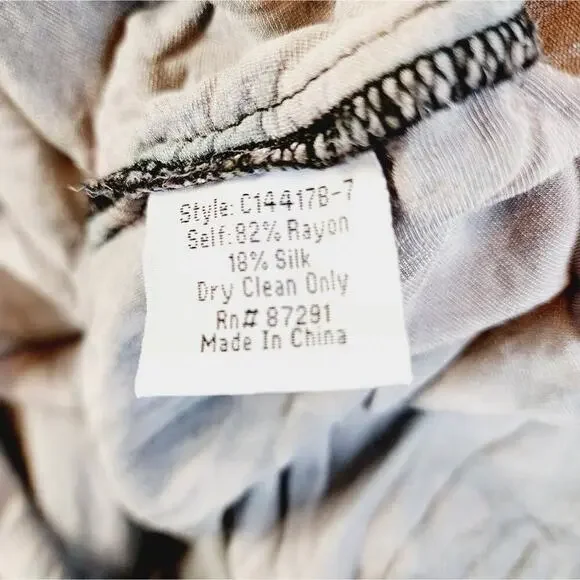 Style: C14417B-7
Self: 82% Rayon
18% Silk
Dry Clean Only
Rn# 87291
Made In China